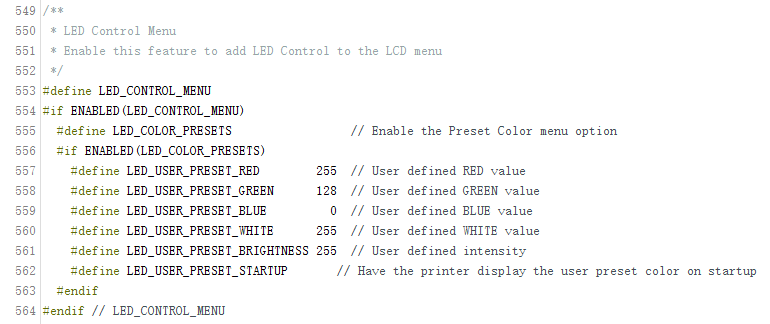 549 /**
550  * LED Control Menu
551  * Enable this feature to add LED Control to the LCD menu
552  */
553 #define LED_CONTROL_MENU
554 #if ENABLED(LED_CONTROL_MENU)
555   #define LED_COLOR_PRESETS                 // Enable the Preset Color menu option
556   #if ENABLED(LED_COLOR_PRESETS)
557     #define LED_USER_PRESET_RED        255  // User defined RED value
558     #define LED_USER_PRESET_GREEN      128  // User defined GREEN value
559     #define LED_USER_PRESET_BLUE         0  // User defined BLUE value
560     #define LED_USER_PRESET_WHITE      255  // User defined WHITE value
561     #define LED_USER_PRESET_BRIGHTNESS 255  // User defined intensity
562     #define LED_USER_PRESET_STARTUP       // Have the printer display the user preset color on startup
563   #endif
564 #endif // LED_CONTROL_MENU